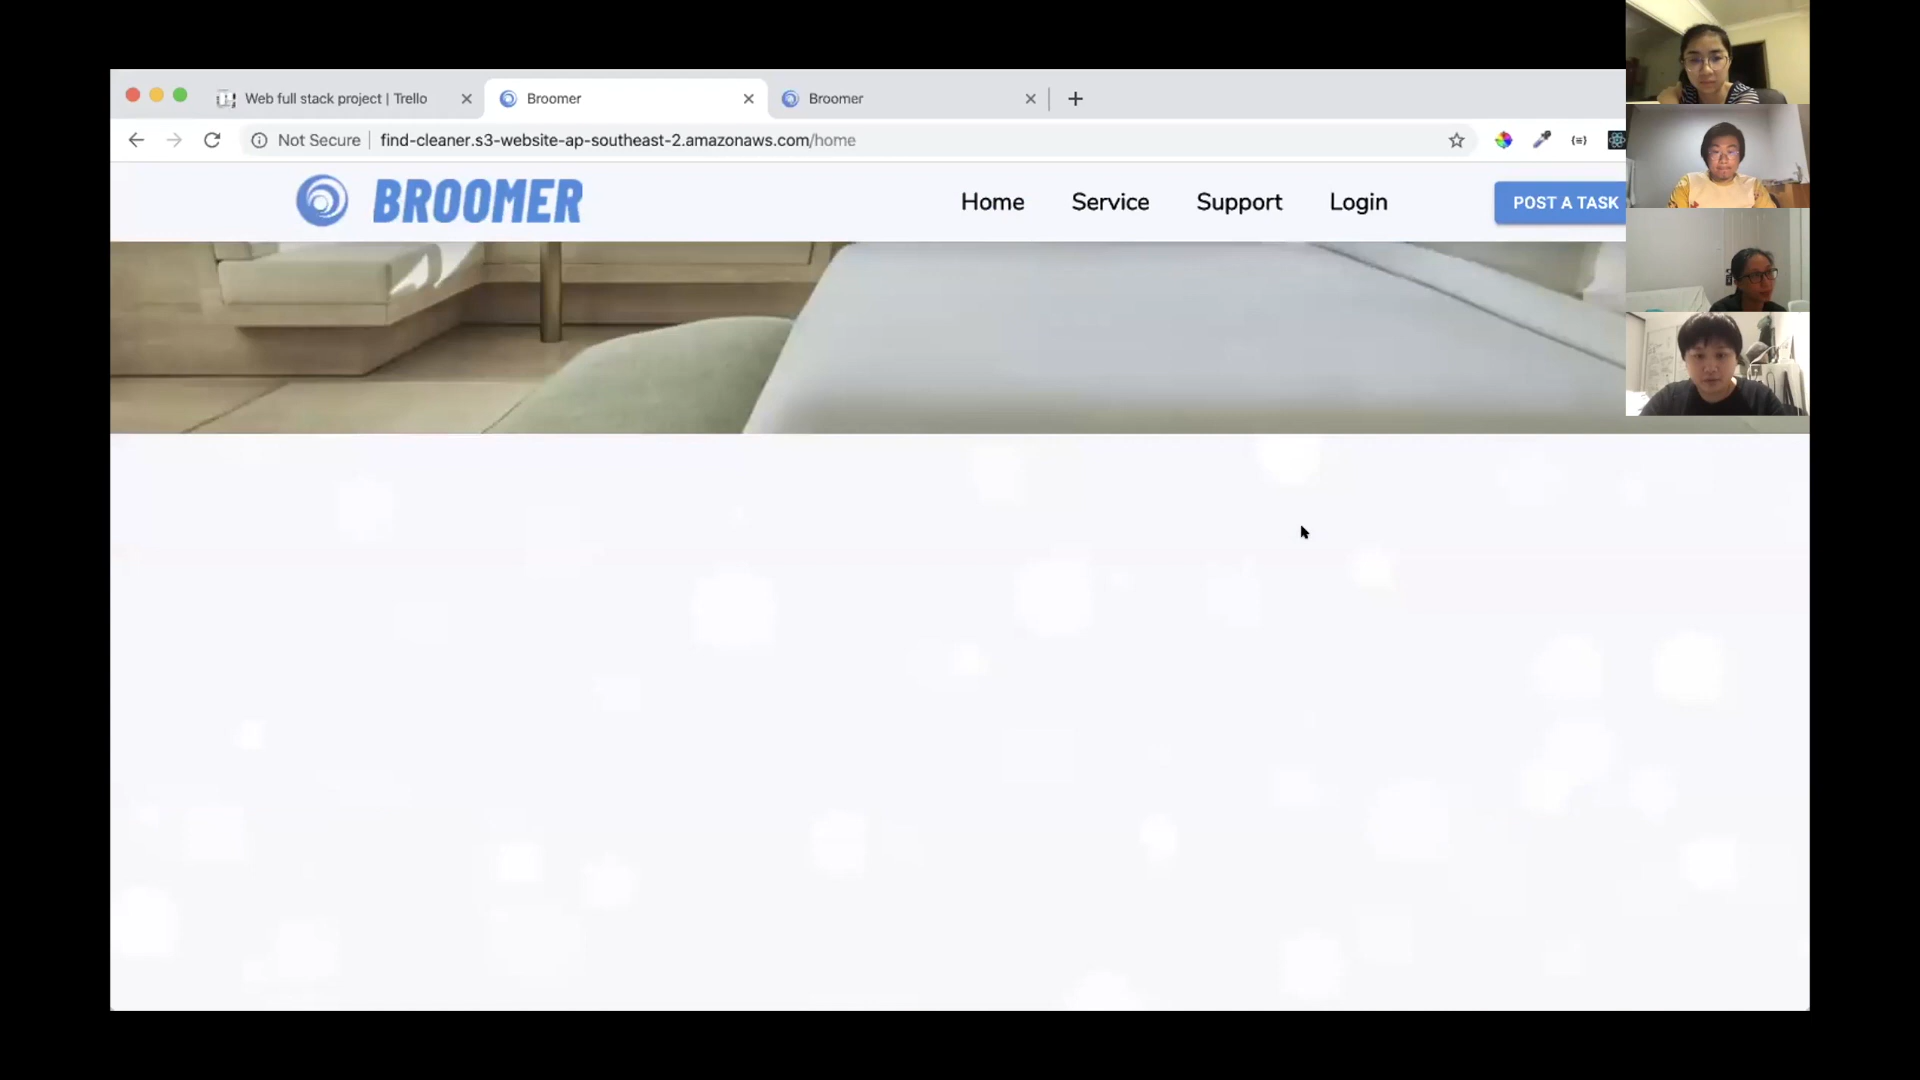 Web full stack project | Trello
Broomer
Broomer
Not Secure
find-cleaner.s3-website-ap-southeast-2.amazonaws.com/home
BROOMER
Home
Service
Support
Login
POST A TASK